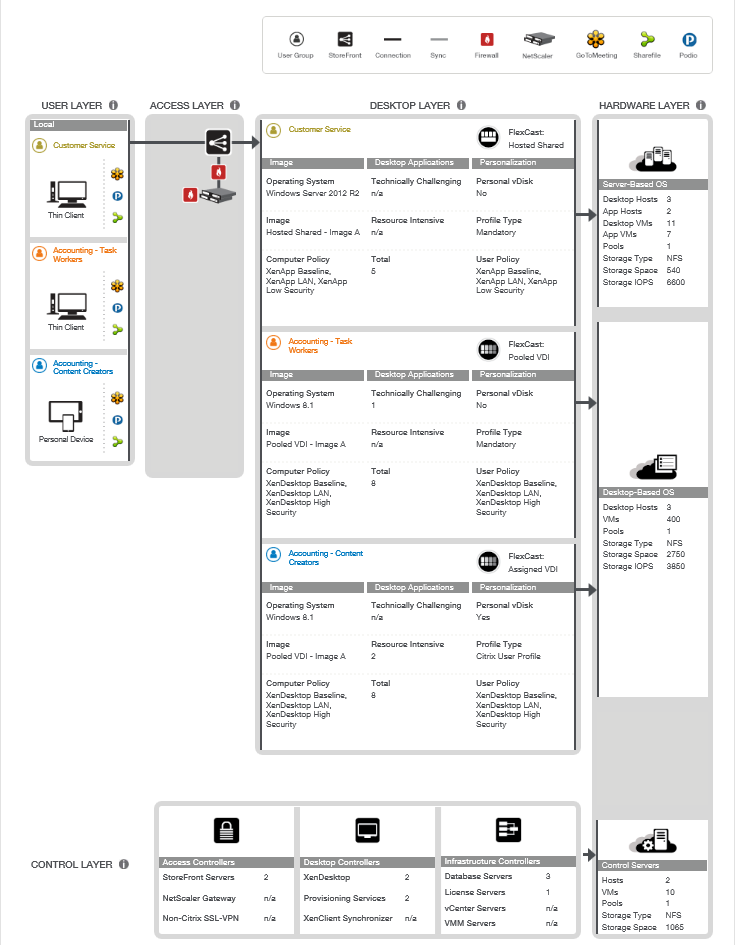 User Group StoreFront Connection Sync Firewall NetScaler GoToMeeting Sharefile Podio
USER LAYER
ACCESS LAYER
DESKTOP LAYER
HARDWARE LAYER
Local
Customer Service
Thin Client
Accounting - Task
Workers
Thin Client
Accounting -
Content Creators
Personal Device
Customer Service
FlexCast:
Hosted Shared
Image Desktop Applications Personalization
Operating System Technically Challenging Personal vDisk
Windows Server 2012 R2 n/a No
Image Resource Intensive Profile Type
Hosted Shared - Image A n/a Mandatory
Computer Policy Total User Policy
XenApp Baseline, 5 XenApp Baseline,
XenApp LAN, XenApp XenApp LAN, XenApp
Low Security Low Security
Accounting - Task
Workers
FlexCast:
Pooled VDI
Image Desktop Applications Personalization
Operating System Technically Challenging Personal vDisk
Windows 8.1 1 No
Image Resource Intensive Profile Type
Pooled VDI - Image A n/a Mandatory
Computer Policy Total User Policy
XenDesktop Baseline, 8 XenDesktop Baseline,
XenDesktop LAN, XenDesktop LAN,
XenDesktop High XenDesktop High
Security Security
Accounting - Content
Creators
FlexCast:
Assigned VDI
Image Desktop Applications Personalization
Operating System Technically Challenging Personal vDisk
Windows 8.1 n/a Yes
Image Resource Intensive Profile Type
Pooled VDI - Image A 2 Citrix User Profile
Computer Policy Total User Policy
XenDesktop Baseline, 8 XenDesktop Baseline,
XenDesktop LAN, XenDesktop LAN,
XenDesktop High XenDesktop High
Security Security
Server-Based OS
Desktop Hosts 3
App Hosts 2
Desktop VMs 11
App VMs 7
Pools 1
Storage Type NFS
Storage Space 540
Storage IOPS 6600
Desktop-Based OS
Desktop Hosts 3
VMs 400
Pools 1
Storage Type NFS
Storage Space 2750
Storage IOPS 3850
CONTROL LAYER
Access Controllers
StoreFront Servers 2
NetScaler Gateway n/a
Non-Citrix SSL-VPN n/a
Desktop Controllers
XenDesktop 2
Provisioning Services 2
XenClient Synchronizer n/a
Infrastructure Controllers
Database Servers 3
License Servers 1
vCenter Servers n/a
VMM Servers n/a
Control Servers
Hosts 2
VMs 10
Pools 1
Storage Type NFS
Storage Space 1065